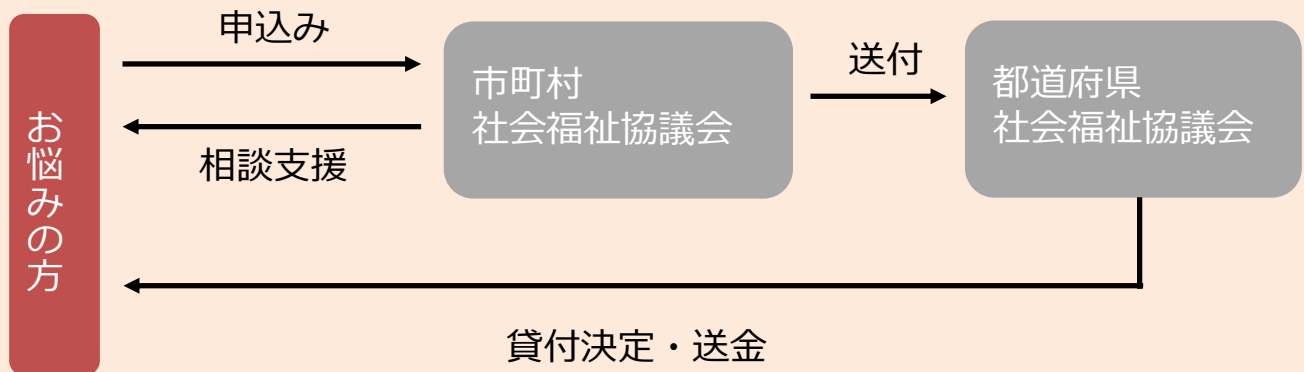 お悩みの方
申込み
相談支援
市町村
社会福祉協議会
送付
都道府県
社会福祉協議会
貸付決定・送金